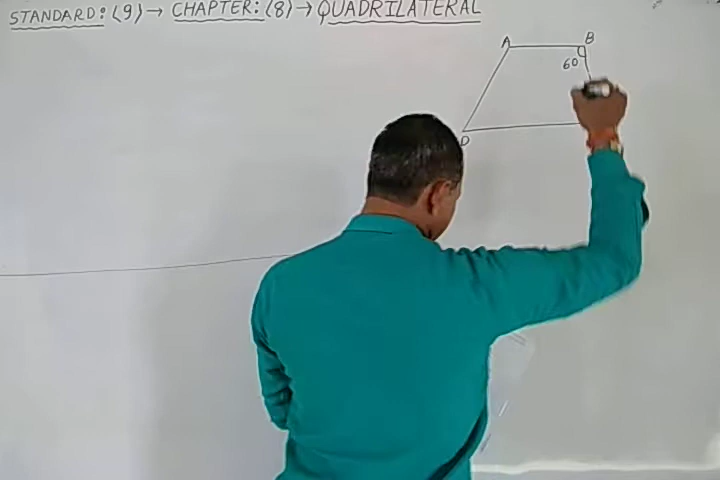 STANDARD: (9) → CHAPTER: (8) → QUADRILATERAL
A B
60
D